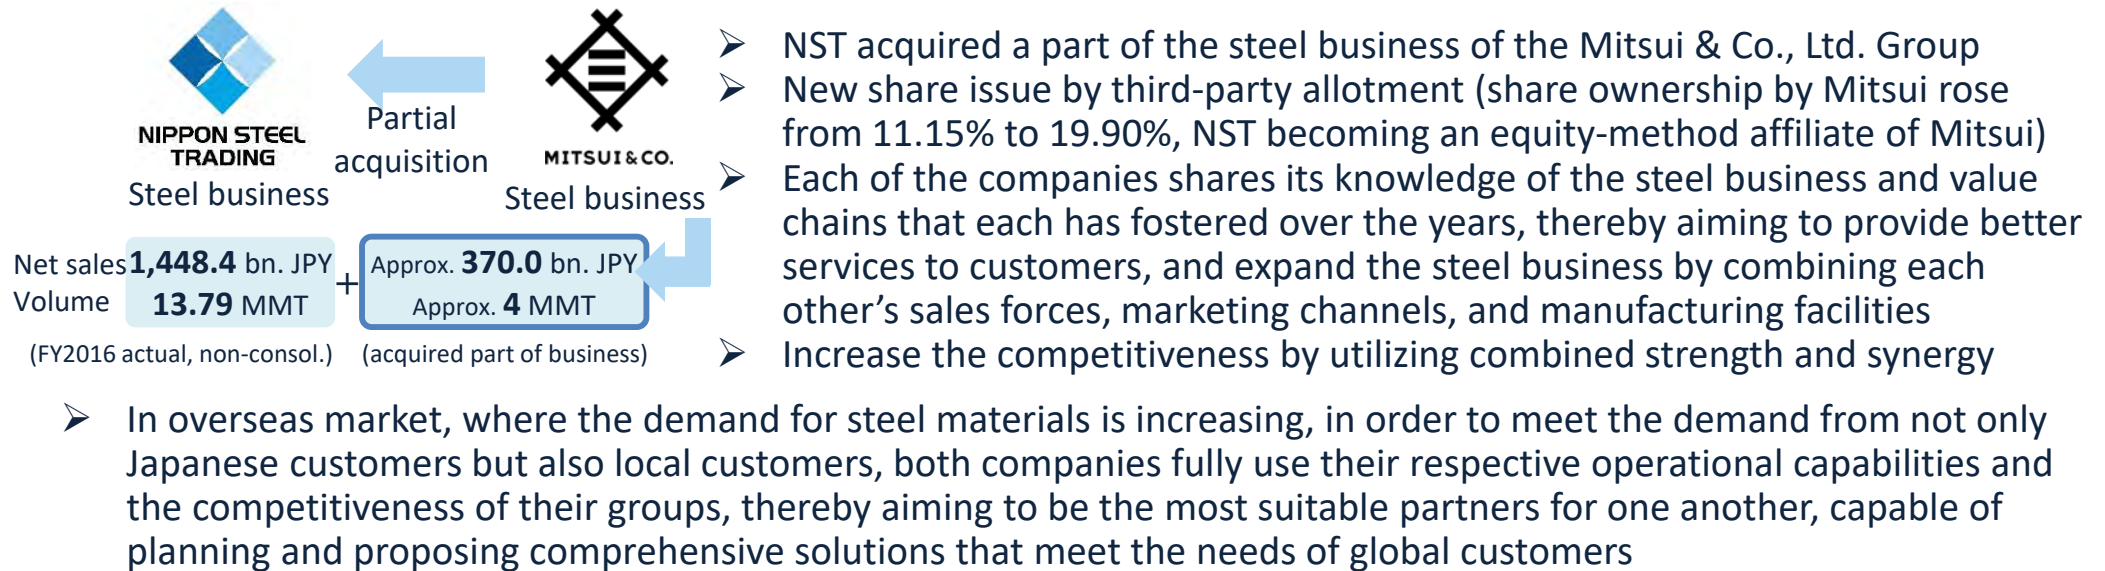 NIPPON STEEL
TRADING
Steel business
Partial
acquisition
MITSUI & CO.
Steel business
Net sales 1,448.4 bn. JPY + Approx. 370.0 bn. JPY
Volume 13.79 MMT Approx. 4 MMT
(FY2016 actual, non-consol.) (acquired part of business)
➢ NST acquired a part of the steel business of the Mitsui & Co., Ltd. Group
➢ New share issue by third-party allotment (share ownership by Mitsui rose
from 11.15% to 19.90%, NST becoming an equity-method affiliate of Mitsui)
➢ Each of the companies shares its knowledge of the steel business and value
chains that each has fostered over the years, thereby aiming to provide better
services to customers, and expand the steel business by combining each
other’s sales forces, marketing channels, and manufacturing facilities
➢ Increase the competitiveness by utilizing combined strength and synergy
➢ In overseas market, where the demand for steel materials is increasing, in order to meet the demand from not only
Japanese customers but also local customers, both companies fully use their respective operational capabilities and
the competitiveness of their groups, thereby aiming to be the most suitable partners for one another, capable of
planning and proposing comprehensive solutions that meet the needs of global customers